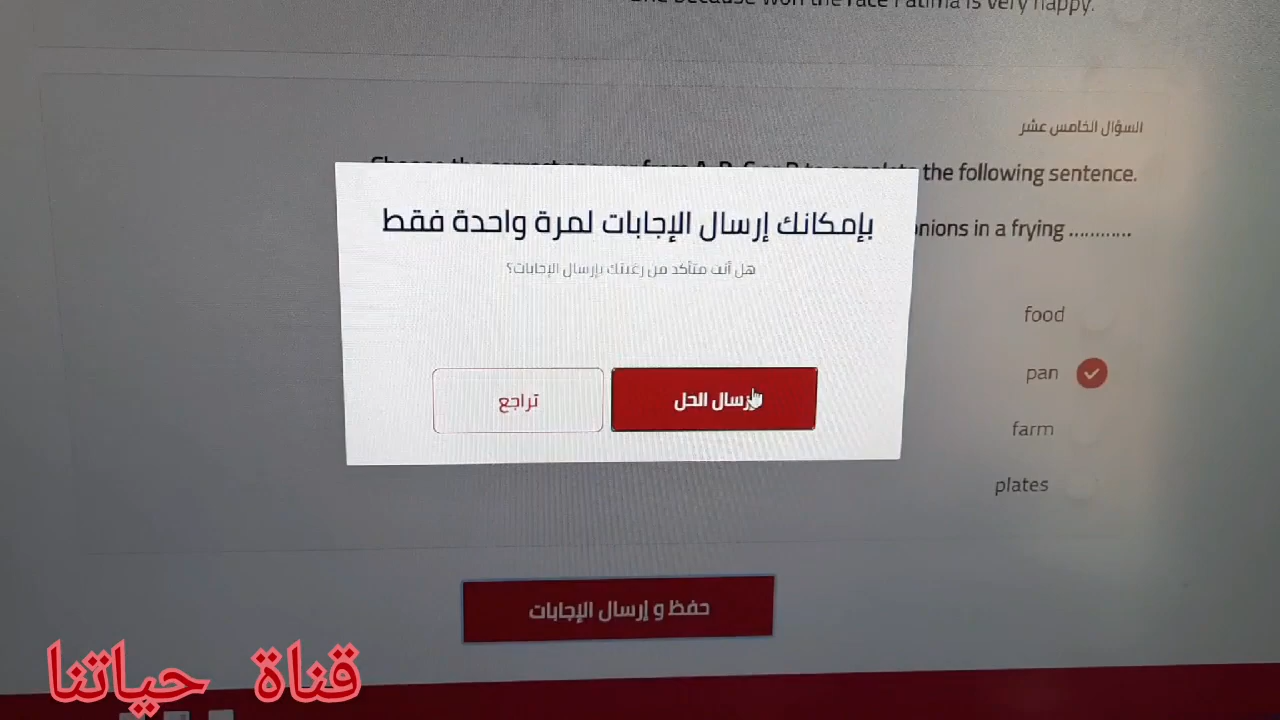 because won the race Fatima is very happy.
السؤال الخامس عشر
the following sentence.
onions in a frying ............
بإمكانك إرسال الإجابات لمرة واحدة فقط
هل أنت متأكد من رغبتك بإرسال الإجابات؟
إرسال الحل
تراجع
food
pan
farm
plates
حفظ و إرسال الإجابات
قناة حياتنا